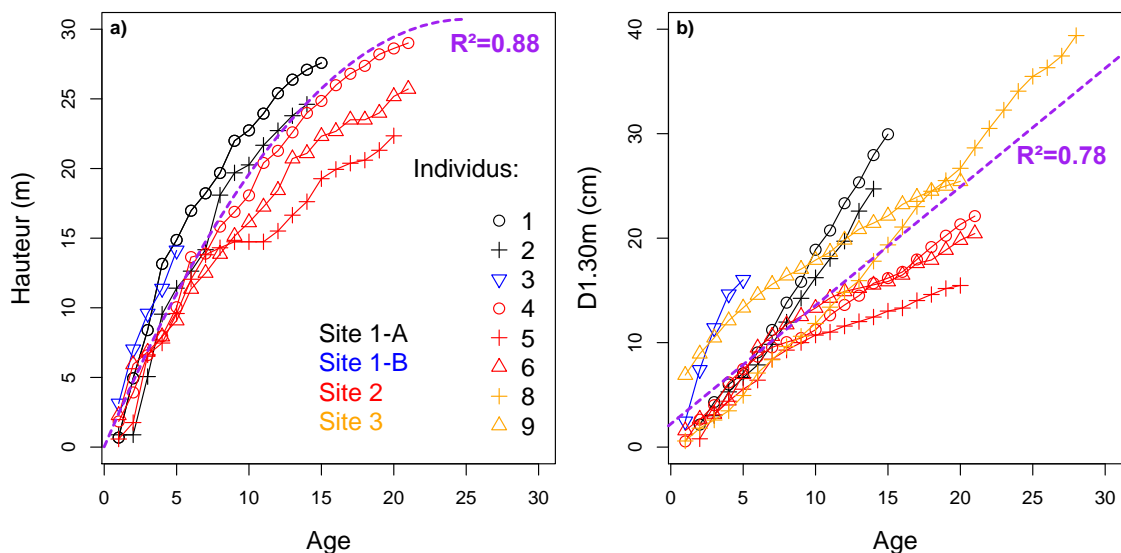 a)
R²=0.88
30
25
20
15
10
5
0
Hauteur (m)
Individus:
1
2
3
4
5
6
8
9
Site 1-A
Site 1-B
Site 2
Site 3
0 5 10 15 20 25 30
Age
b)
R²=0.78
40
30
20
10
0
D1.30m (cm)
0 5 10 15 20 25 30
Age